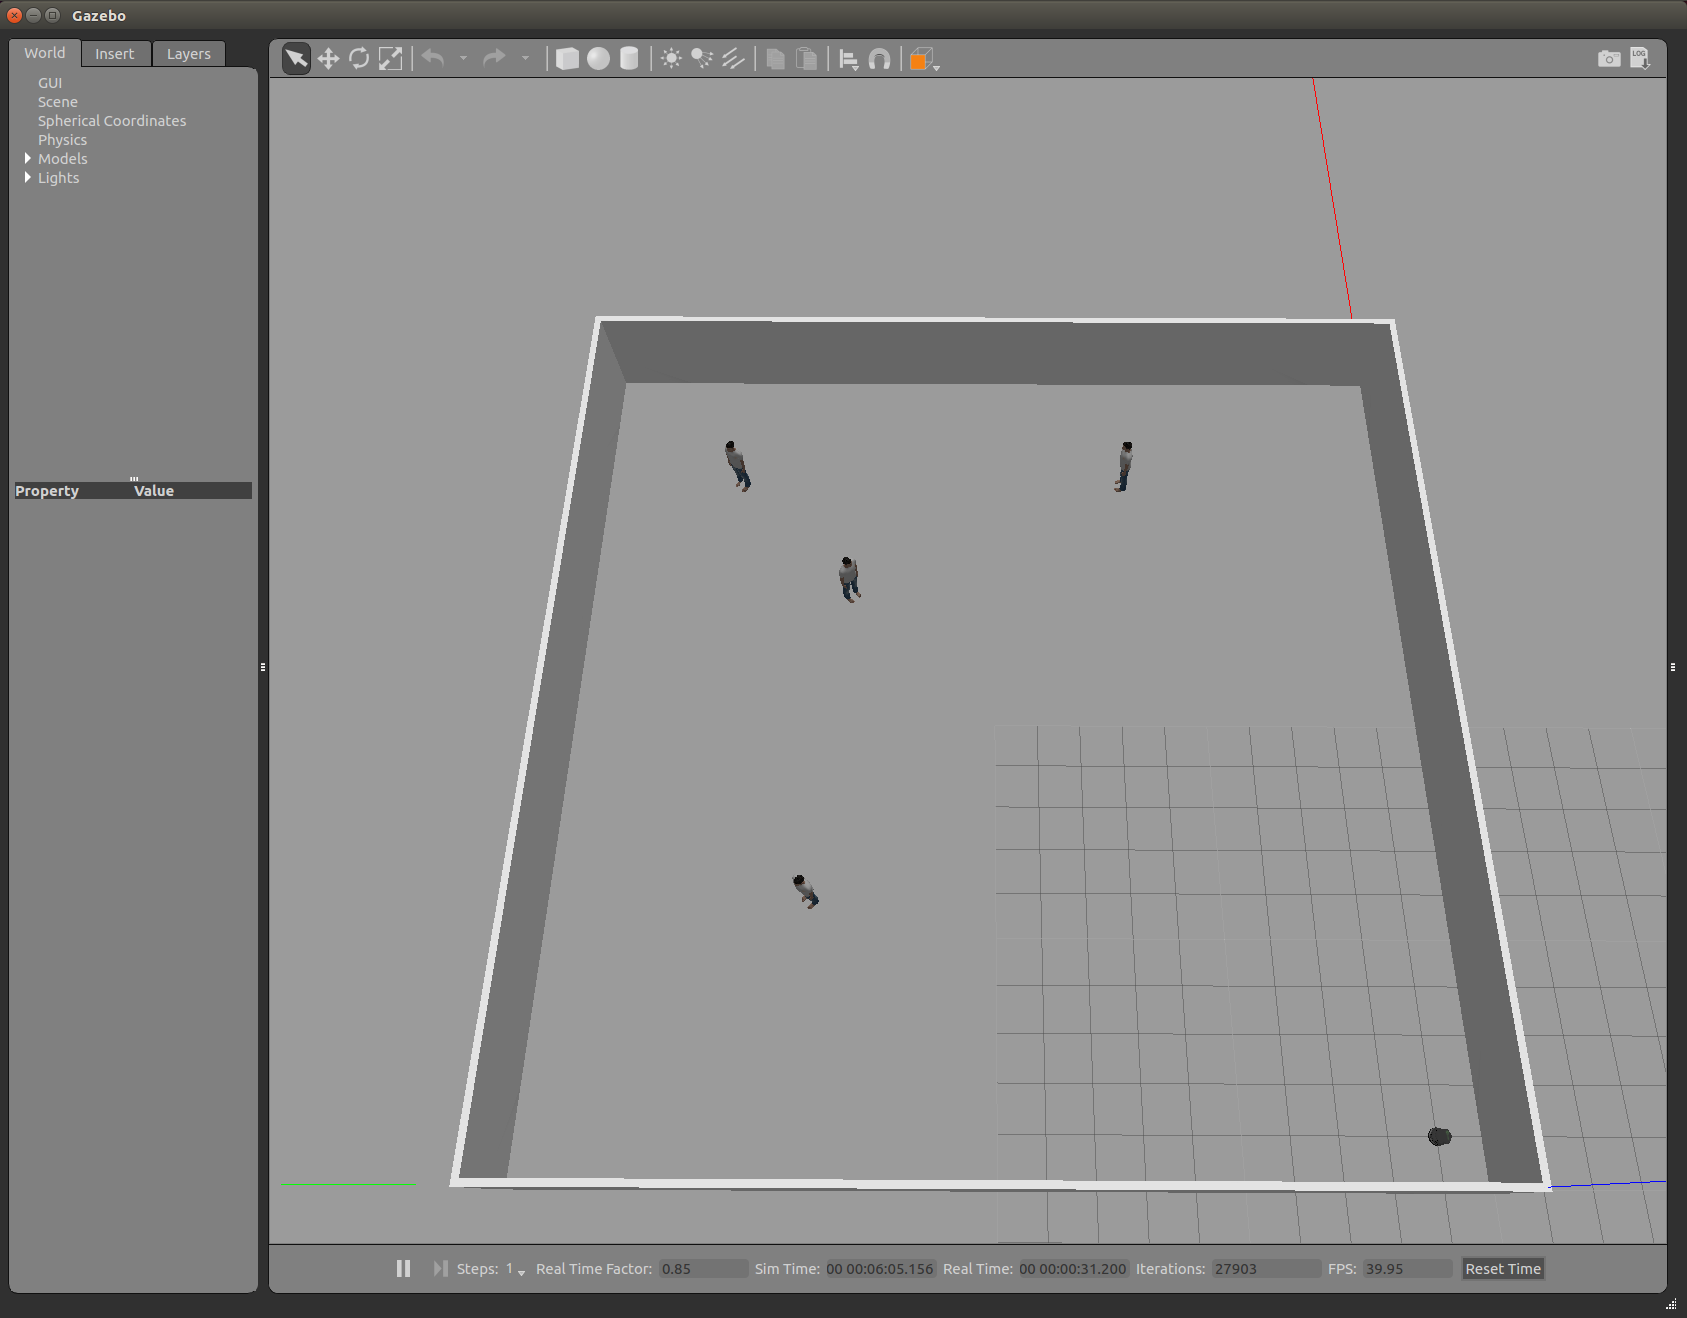 Gazebo
World Insert Layers
LOG
GUI
Scene
Spherical Coordinates
Physics
Models
Lights
Property Value
Steps: 1 Real Time Factor: 0.85 Sim Time: 00 00:06:05.156 Real Time: 00 00:00:31.200 Iterations: 27903 FPS: 39.95 Reset Time